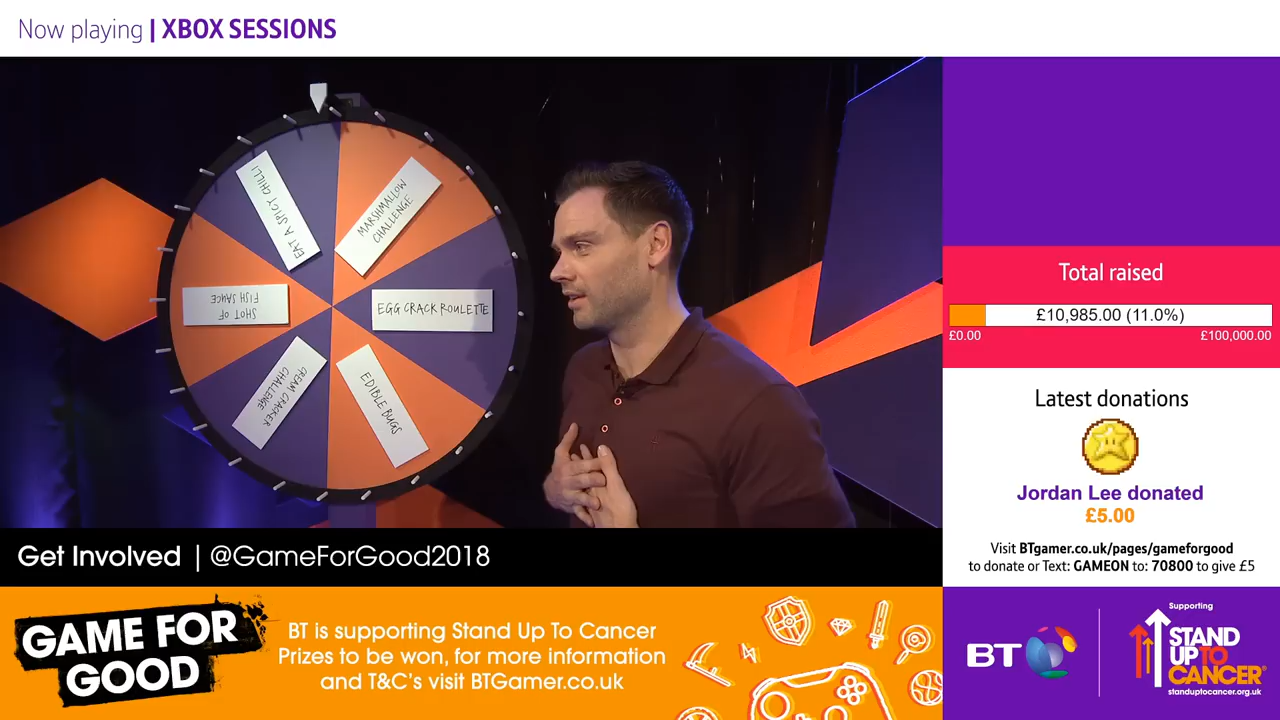 Now playing | XBOX SESSIONS
EAT A SPICY CHILLI
MARSHMALLOW
CHALLENGE
SHOT OF
FISH SAUCE
EGG CRACK ROULETTE
CREAM CRACKER
CHALLENGE
EDIBLE BUGS
Total raised
£10,985.00 (11.0%)
£0.00 £100,000.00
Latest donations
Jordan Lee donated
£5.00
Visit BTgamer.co.uk/pages/gameforgood
to donate or Text: GAMEON to: 70800 to give £5
Get Involved | @GameForGood2018
GAME FOR
GOOD
BT is supporting Stand Up To Cancer
Prizes to be won, for more information
and T&C's visit BTGamer.co.uk
BT
Supporting
STAND
UP TO
CANCER
standuptocancer.org.uk